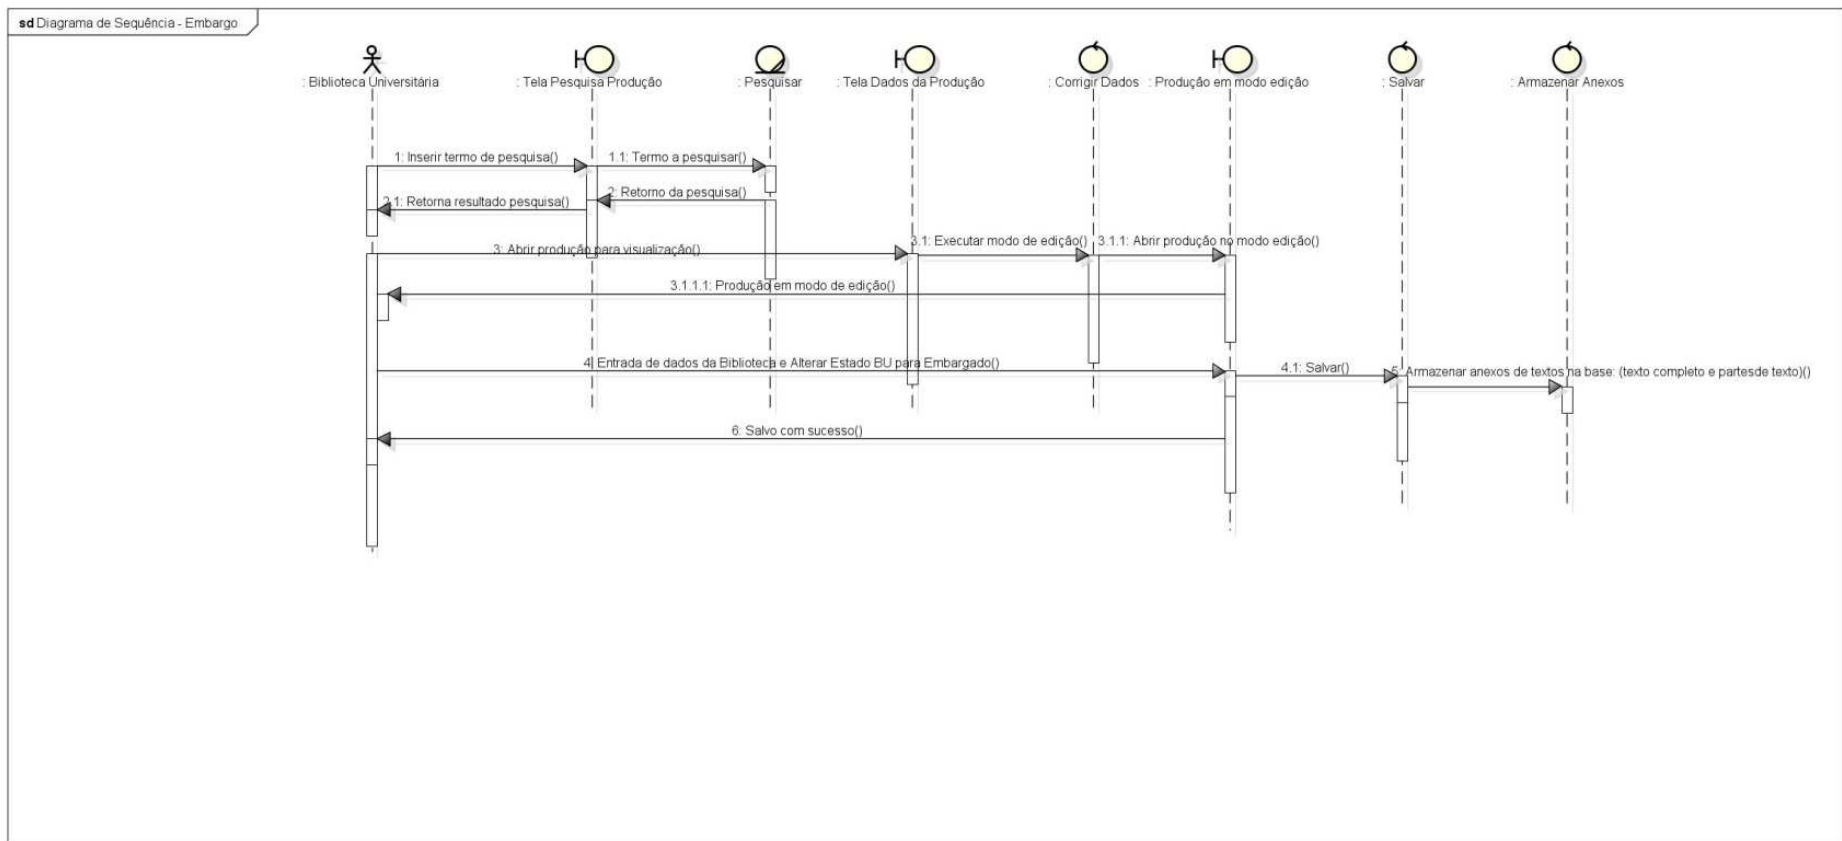 sd Diagrama de Sequência - Embargo
: Biblioteca Universitária
: Tela Pesquisa Produção
: Pesquisar
: Tela Dados da Produção
: Corrigir Dados
: Produção em modo edição
: Salvar
: Armazenar Anexos
1: Inserir termo de pesquisa()
1.1: Termo a pesquisar()
2: Retorno da pesquisa()
2.1: Retorna resultado pesquisa()
3: Abrir produção para visualização()
3.1: Executar modo de edição()
3.1.1: Abrir produção no modo edição()
3.1.1.1: Produção em modo de edição()
4: Entrada de dados da Biblioteca e Alterar Estado BU para Embargado()
4.1: Salvar()
5: Armazenar anexos de textos na base: (texto completo e partesde texto)()
6: Salvo com sucesso()